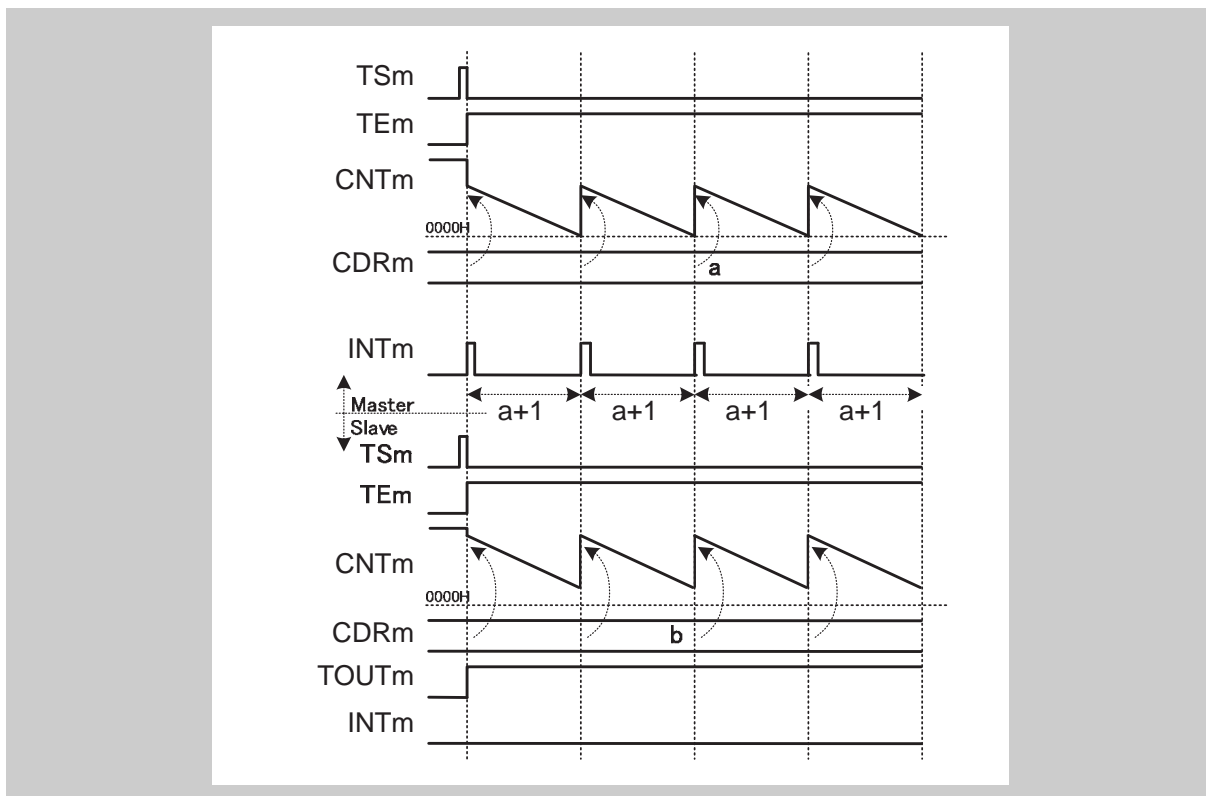 TSm
TEm
CNTm
0000H
CDRm
a
INTm
a+1 a+1 a+1 a+1
Master
Slave
TSm
TEm
CNTm
0000H
CDRm
b
TOUTm
INTm